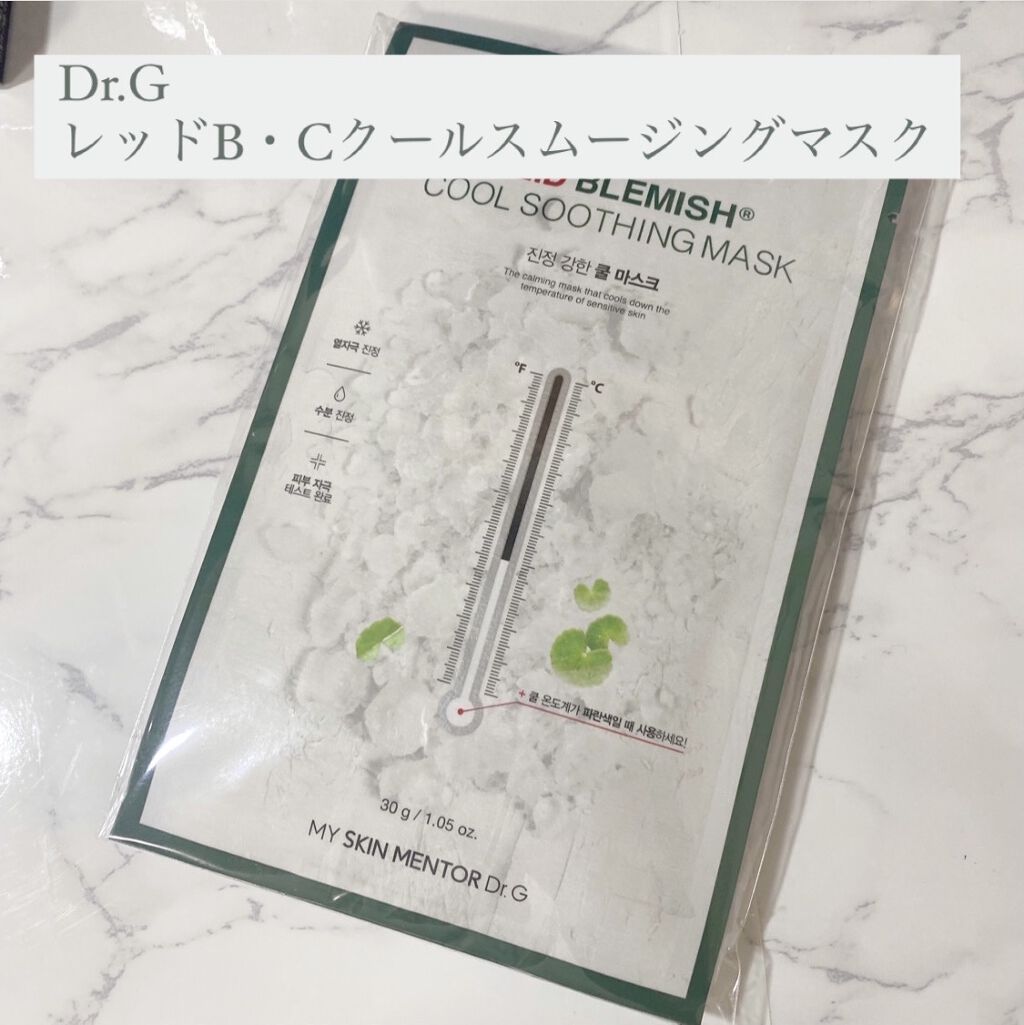 Dr.G
レッドB・Cクールスムージングマスク
BLEMISH®
COOL SOOTHING MASK
진정 강한 쿨 마스크
The calming mask that cools down the
temperature of sensitive skin
열자극 진정
°F
°C
수분 진정
피부 자극
테스트 완료
+ 쿨 온도계가 파란색일 때 사용하세요!
30 g / 1.05 oz.
MY SKIN MENTOR Dr.G